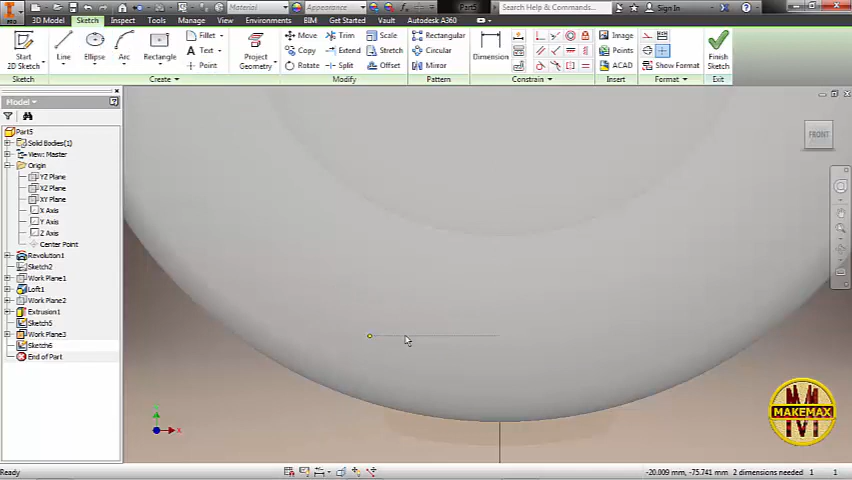 Material
Appearance
Part5
Search Help & Commands...
Sign In
PRO
3D Model
Sketch
Inspect
Tools
Manage
View
Environments
BIM
Get Started
Vault
Autodesk A360
Start
2D Sketch
Line
Ellipse
Arc
Rectangle
Fillet
Text
Point
Project
Geometry
Move
Copy
Rotate
Trim
Extend
Split
Scale
Stretch
Offset
Rectangular
Circular
Mirror
Dimension
Image
Points
ACAD
Show Format
Finish
Sketch
Sketch
Create
Modify
Pattern
Constrain
Insert
Format
Exit
Model
Part5
Solid Bodies(1)
View: Master
Origin
YZ Plane
XZ Plane
XY Plane
X Axis
Y Axis
Z Axis
Center Point
Revolution1
Sketch2
Work Plane1
Loft1
Work Plane2
Extrusion1
Sketch5
Work Plane3
Sketch6
End of Part
FRONT
X
MAKEMAX
Ready
-20.009 mm, -75.741 mm
2 dimensions needed
1
1